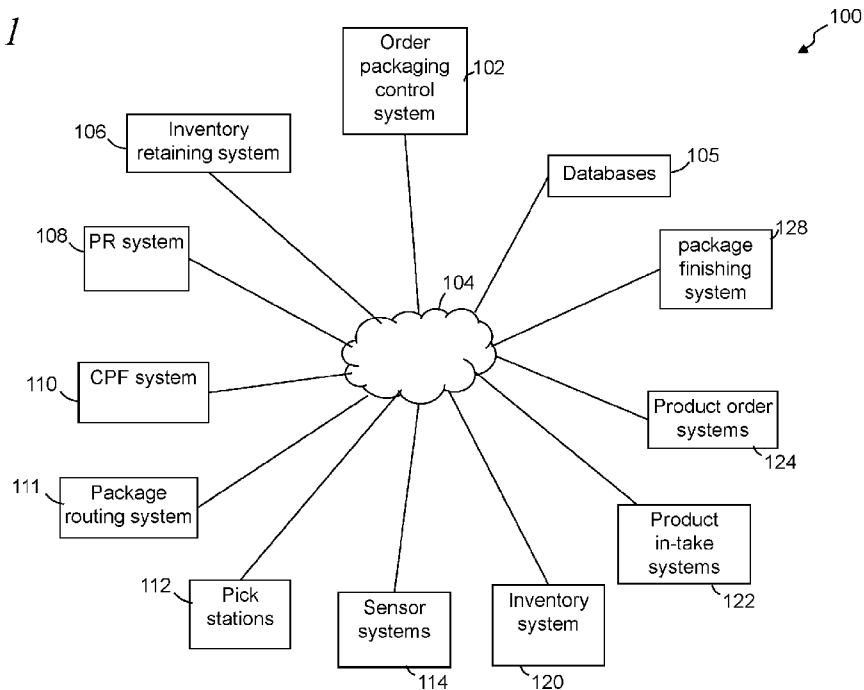 1
100
Order
packaging
control
system
102
106
Inventory
retaining system
Databases
105
108
PR system
128
package
finishing
system
104
110
CPF system
Product order
systems
124
111
Package
routing system
Product
in-take
systems
122
112
Pick
stations
Sensor
systems
114
Inventory
system
120